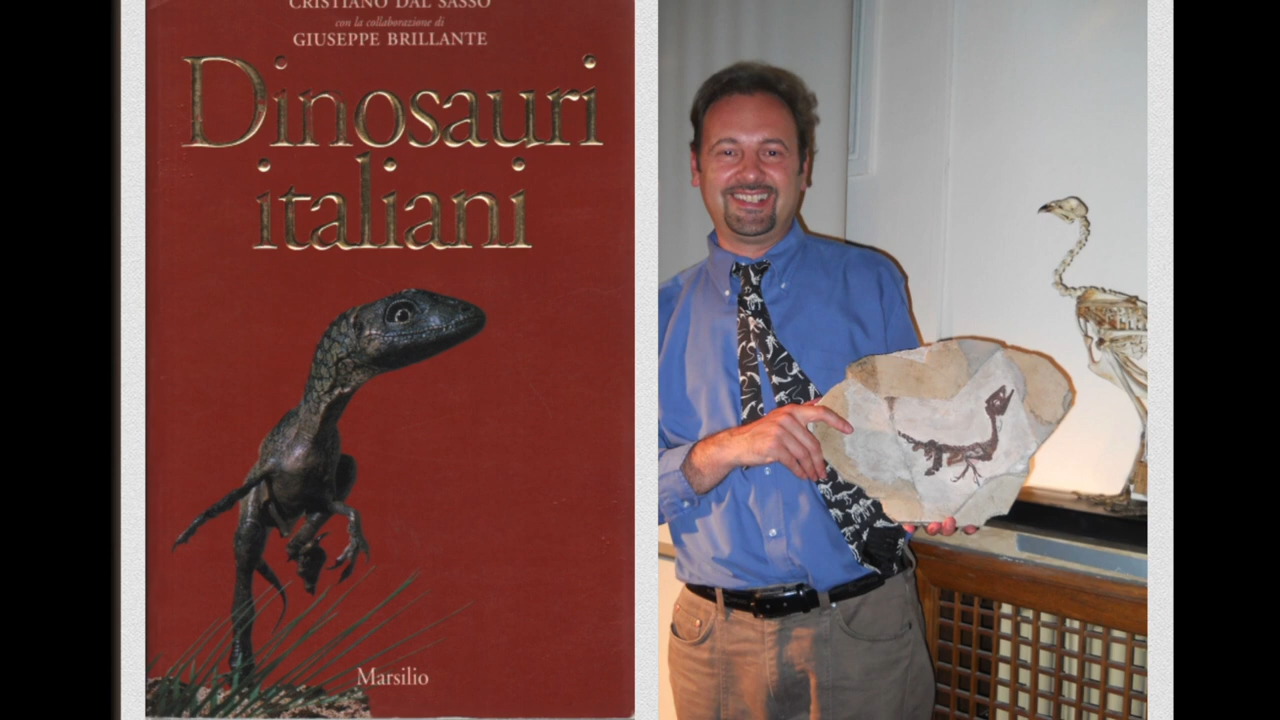 CRISTIANO DAL SASSO
con la collaborazione di
GIUSEPPE BRILLANTE
Dinosauri
italiani
Marsilio